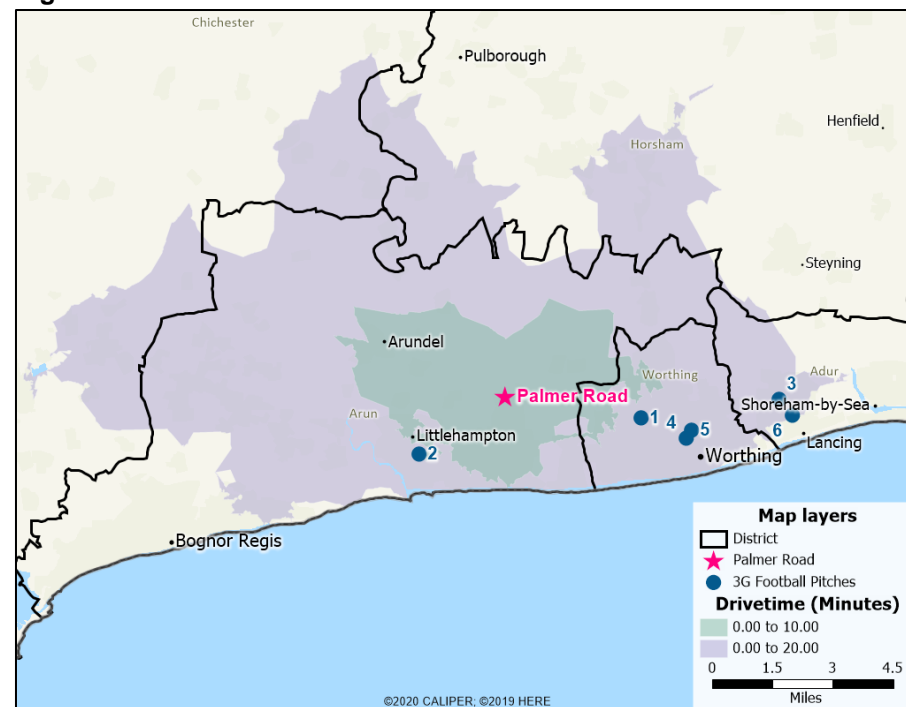 Chichester
Pulborough
Henfield
Horsham
Steyning
Arundel
Worthing
Adur
Palmer Road
3
Arun
1
4
5
Shoreham-by-Sea
6
Littlehampton
Lancing
2
Worthing
Bognor Regis
Map layers
District
Palmer Road
3G Football Pitches
Drivetime (Minutes)
0.00 to 10.00
0.00 to 20.00
0 1.5 3 4.5
Miles
©2020 CALIPER; ©2019 HERE